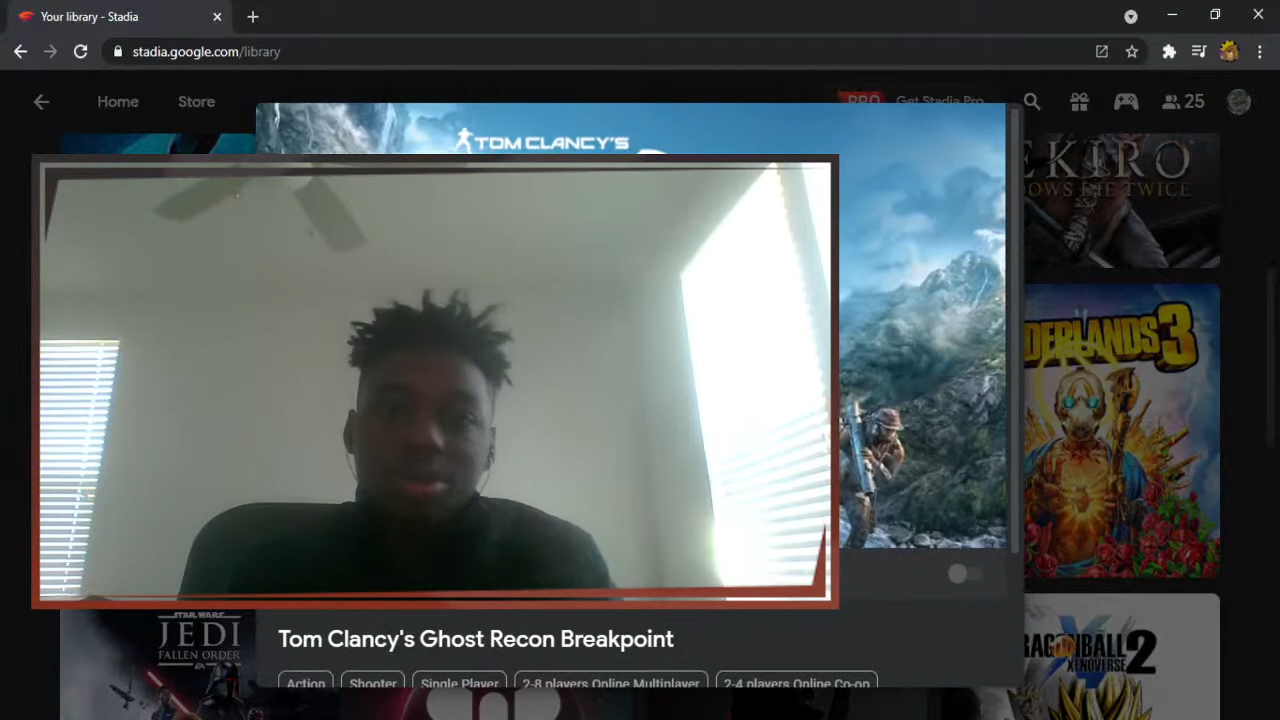 Your library - Stadia
stadia.google.com/library
Home
Store
PRO
Get Stadia Pro
25
TOM CLANCY'S
EKIRO
OWS DIE TWICE
DERLANDS 3
STAR WARS
JEDI
FALLEN ORDER
Tom Clancy's Ghost Recon Breakpoint
RAGONBALL
XENOVERSE 2
Action
Shooter
Single Player
2-8 players Online Multiplayer
2-4 players Online Co-op